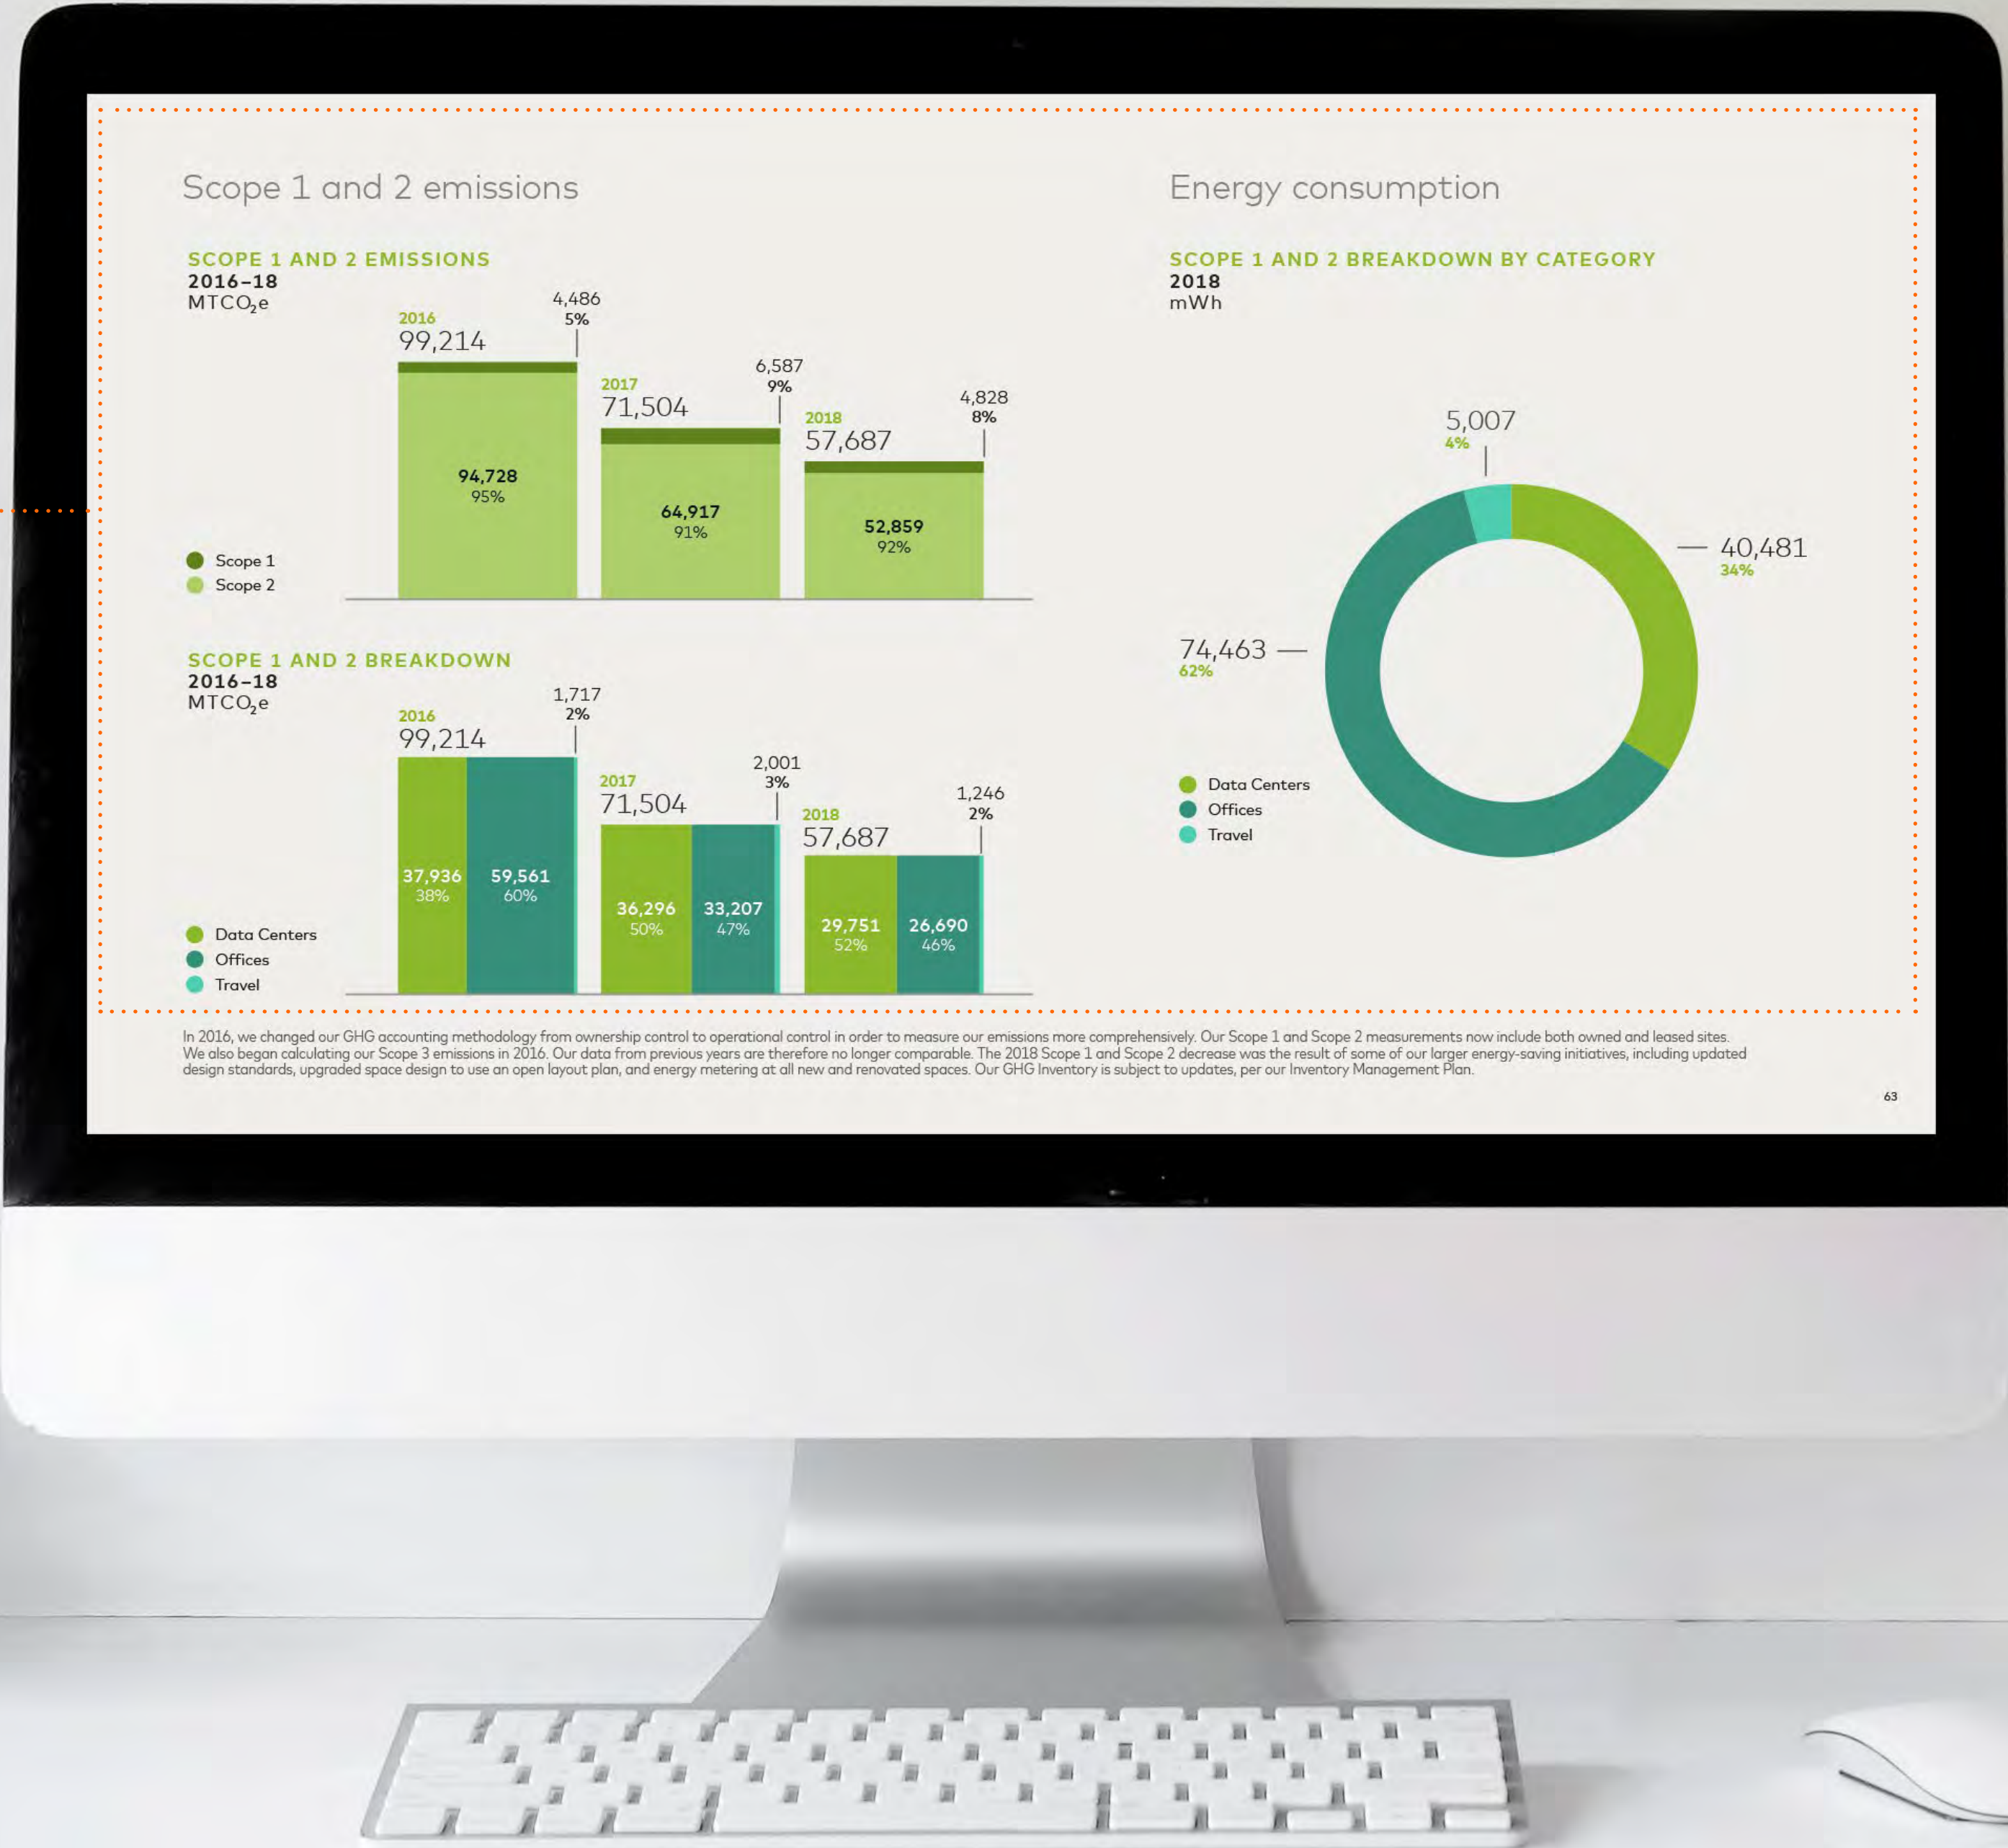 Scope 1 and 2 emissions
SCOPE 1 AND 2 EMISSIONS
2016–18
MTCO₂e
2016
99,214
4,486
5%
94,728
95%
2017
71,504
6,587
9%
64,917
91%
2018
57,687
4,828
8%
52,859
92%
Scope 1
Scope 2
SCOPE 1 AND 2 BREAKDOWN
2016–18
MTCO₂e
2016
99,214
1,717
2%
37,936
38%
59,561
60%
2017
71,504
2,001
3%
36,296
50%
33,207
47%
2018
57,687
1,246
2%
29,751
52%
26,690
46%
Data Centers
Offices
Travel
Energy consumption
SCOPE 1 AND 2 BREAKDOWN BY CATEGORY
2018
mWh
5,007
4%
40,481
34%
74,463
62%
Data Centers
Offices
Travel
In 2016, we changed our GHG accounting methodology from ownership control to operational control in order to measure our emissions more comprehensively. Our Scope 1 and Scope 2 measurements now include both owned and leased sites.
We also began calculating our Scope 3 emissions in 2016. Our data from previous years are therefore no longer comparable. The 2018 Scope 1 and Scope 2 decrease was the result of some of our larger energy-saving initiatives, including updated
design standards, upgraded space design to use an open layout plan, and energy metering at all new and renovated spaces. Our GHG Inventory is subject to updates, per our Inventory Management Plan.
63